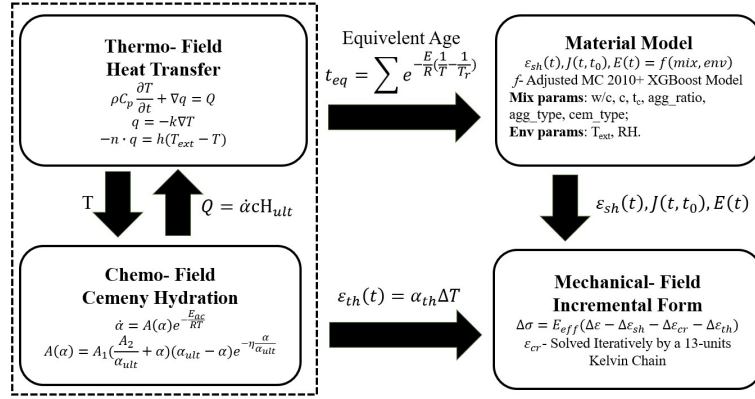 Thermo- Field
Heat Transfer
ρC_p ∂T/∂t + ∇q = Q
q = −k∇T
−n · q = h(T_ext − T)
Equivelent Age
t_eq = ∑ e^{−E/R(1/T − 1/T_r)}
Material Model
ε_sh(t), J(t, t_0), E(t) = f(mix, env)
f- Adjusted MC 2010+ XGBoost Model
Mix params: w/c, c, t_c, agg_ratio,
agg_type, cem_type;
Env params: T_ext, RH.
T
Q = α̇cH_ult
ε_sh(t), J(t, t_0), E(t)
Chemo- Field
Cemeny Hydration
α̇ = A(α)e^{−E_ac/RT}
A(α) = A_1(A_2/α_ult + α)(α_ult − α)e^{−η α/α_ult}
ε_th(t) = α_th ΔT
Mechanical- Field
Incremental Form
Δσ = E_eff(Δε − Δε_sh − Δε_cr − Δε_th)
ε_cr- Solved Iteratively by a 13-units
Kelvin Chain